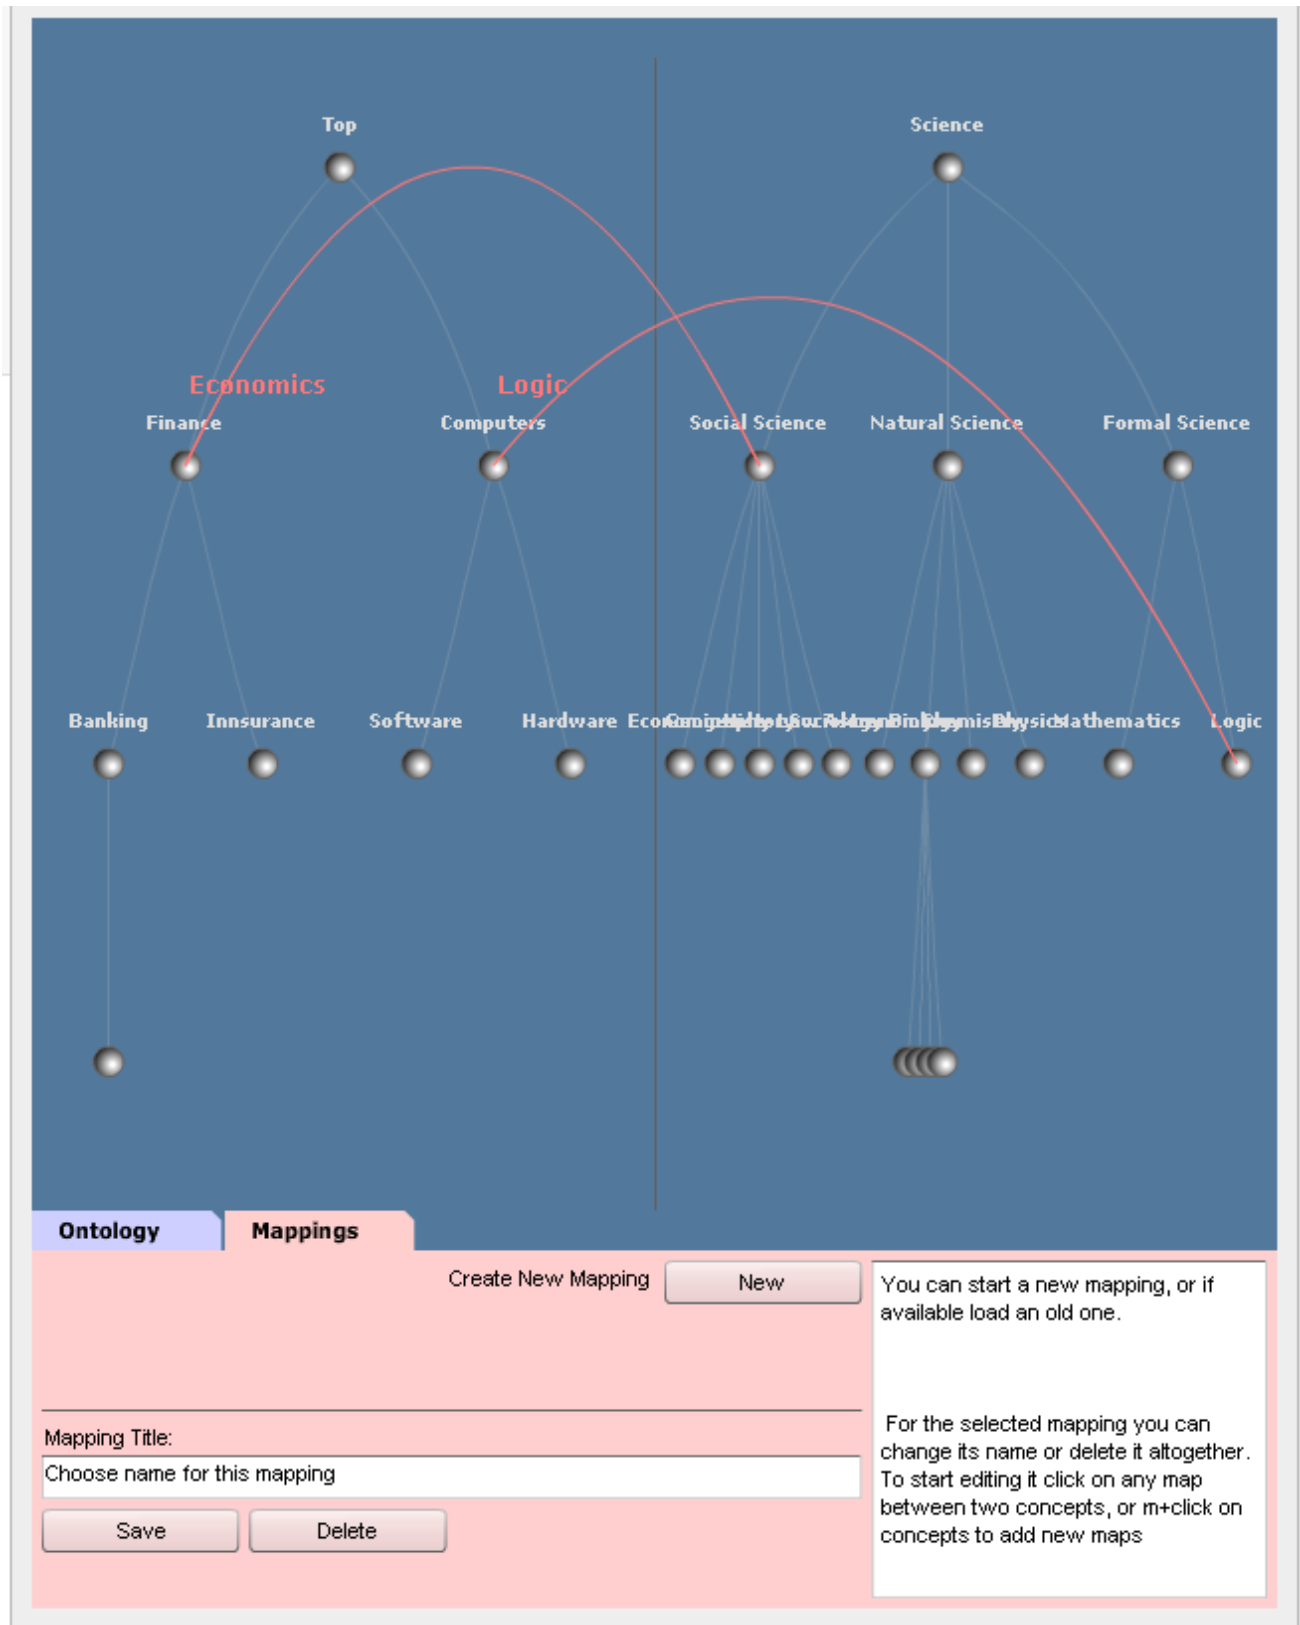 Top
Science
Economics
Logic
Finance
Computers
Social Science
Natural Science
Formal Science
Banking
Innsurance
Software
Hardware
Mathematics
Logic
Ontology
Mappings
Create New Mapping
New
You can start a new mapping, or if
available load an old one.
For the selected mapping you can
change its name or delete it altogether.
To start editing it click on any map
between two concepts, or m+click on
concepts to add new maps
Mapping Title:
Choose name for this mapping
Save
Delete